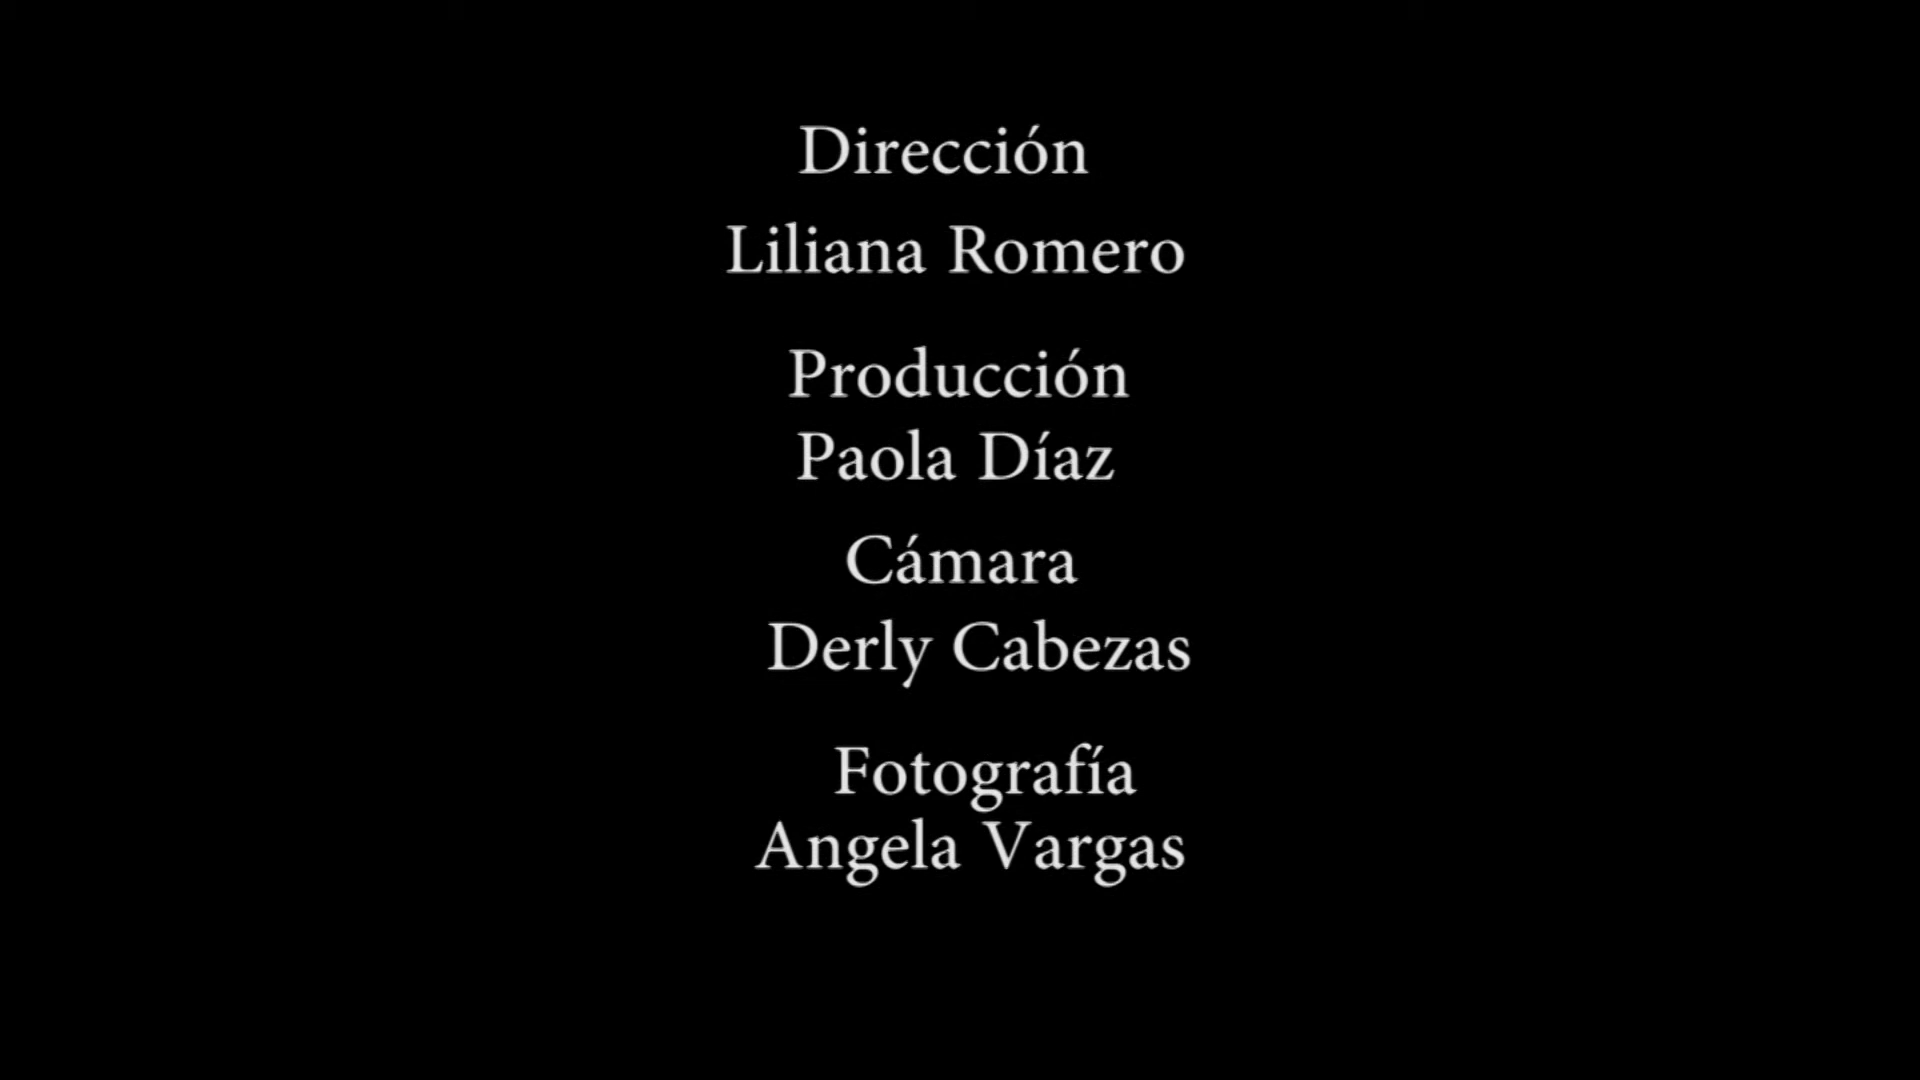 Dirección
Liliana Romero
Producción
Paola Díaz
Cámara
Derly Cabezas
Fotografía
Angela Vargas